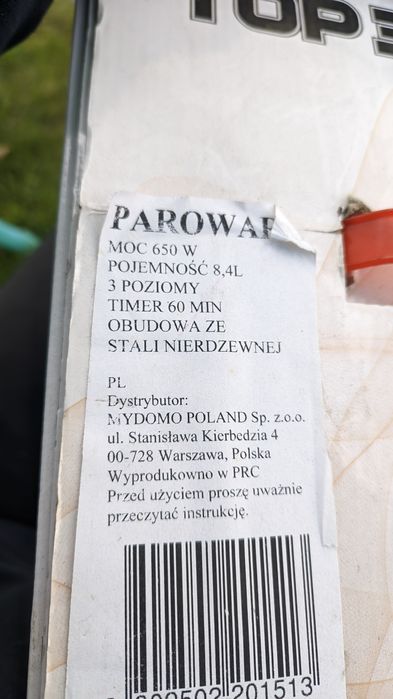 TOP
PAROWAR
MOC 650 W
POJEMNOŚĆ 8,4L
3 POZIOMY
TIMER 60 MIN
OBUDOWA ZE
STALI NIERDZEWNEJ
PL
Dystrybutor:
MYDOMO POLAND Sp. z.o.o.
ul. Stanisława Kierbedzia 4
00-728 Warszawa, Polska
Wyprodukowno w PRC
Przed użyciem proszę uważnie
przeczytać instrukcję.
201513